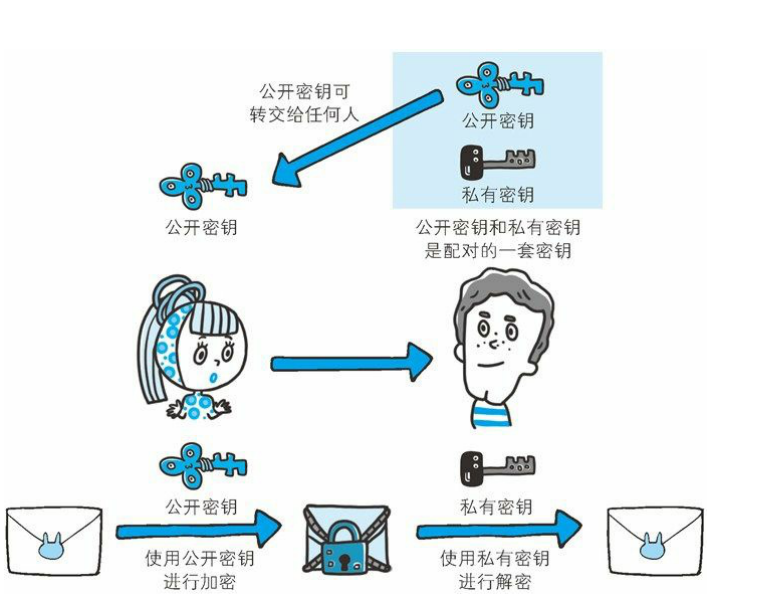 公开密钥可
转交给任何人
公开密钥
私有密钥
公开密钥
公开密钥和私有密钥
是配对的一套密钥
公开密钥
私有密钥
使用公开密钥
进行加密
使用私有密钥
进行解密